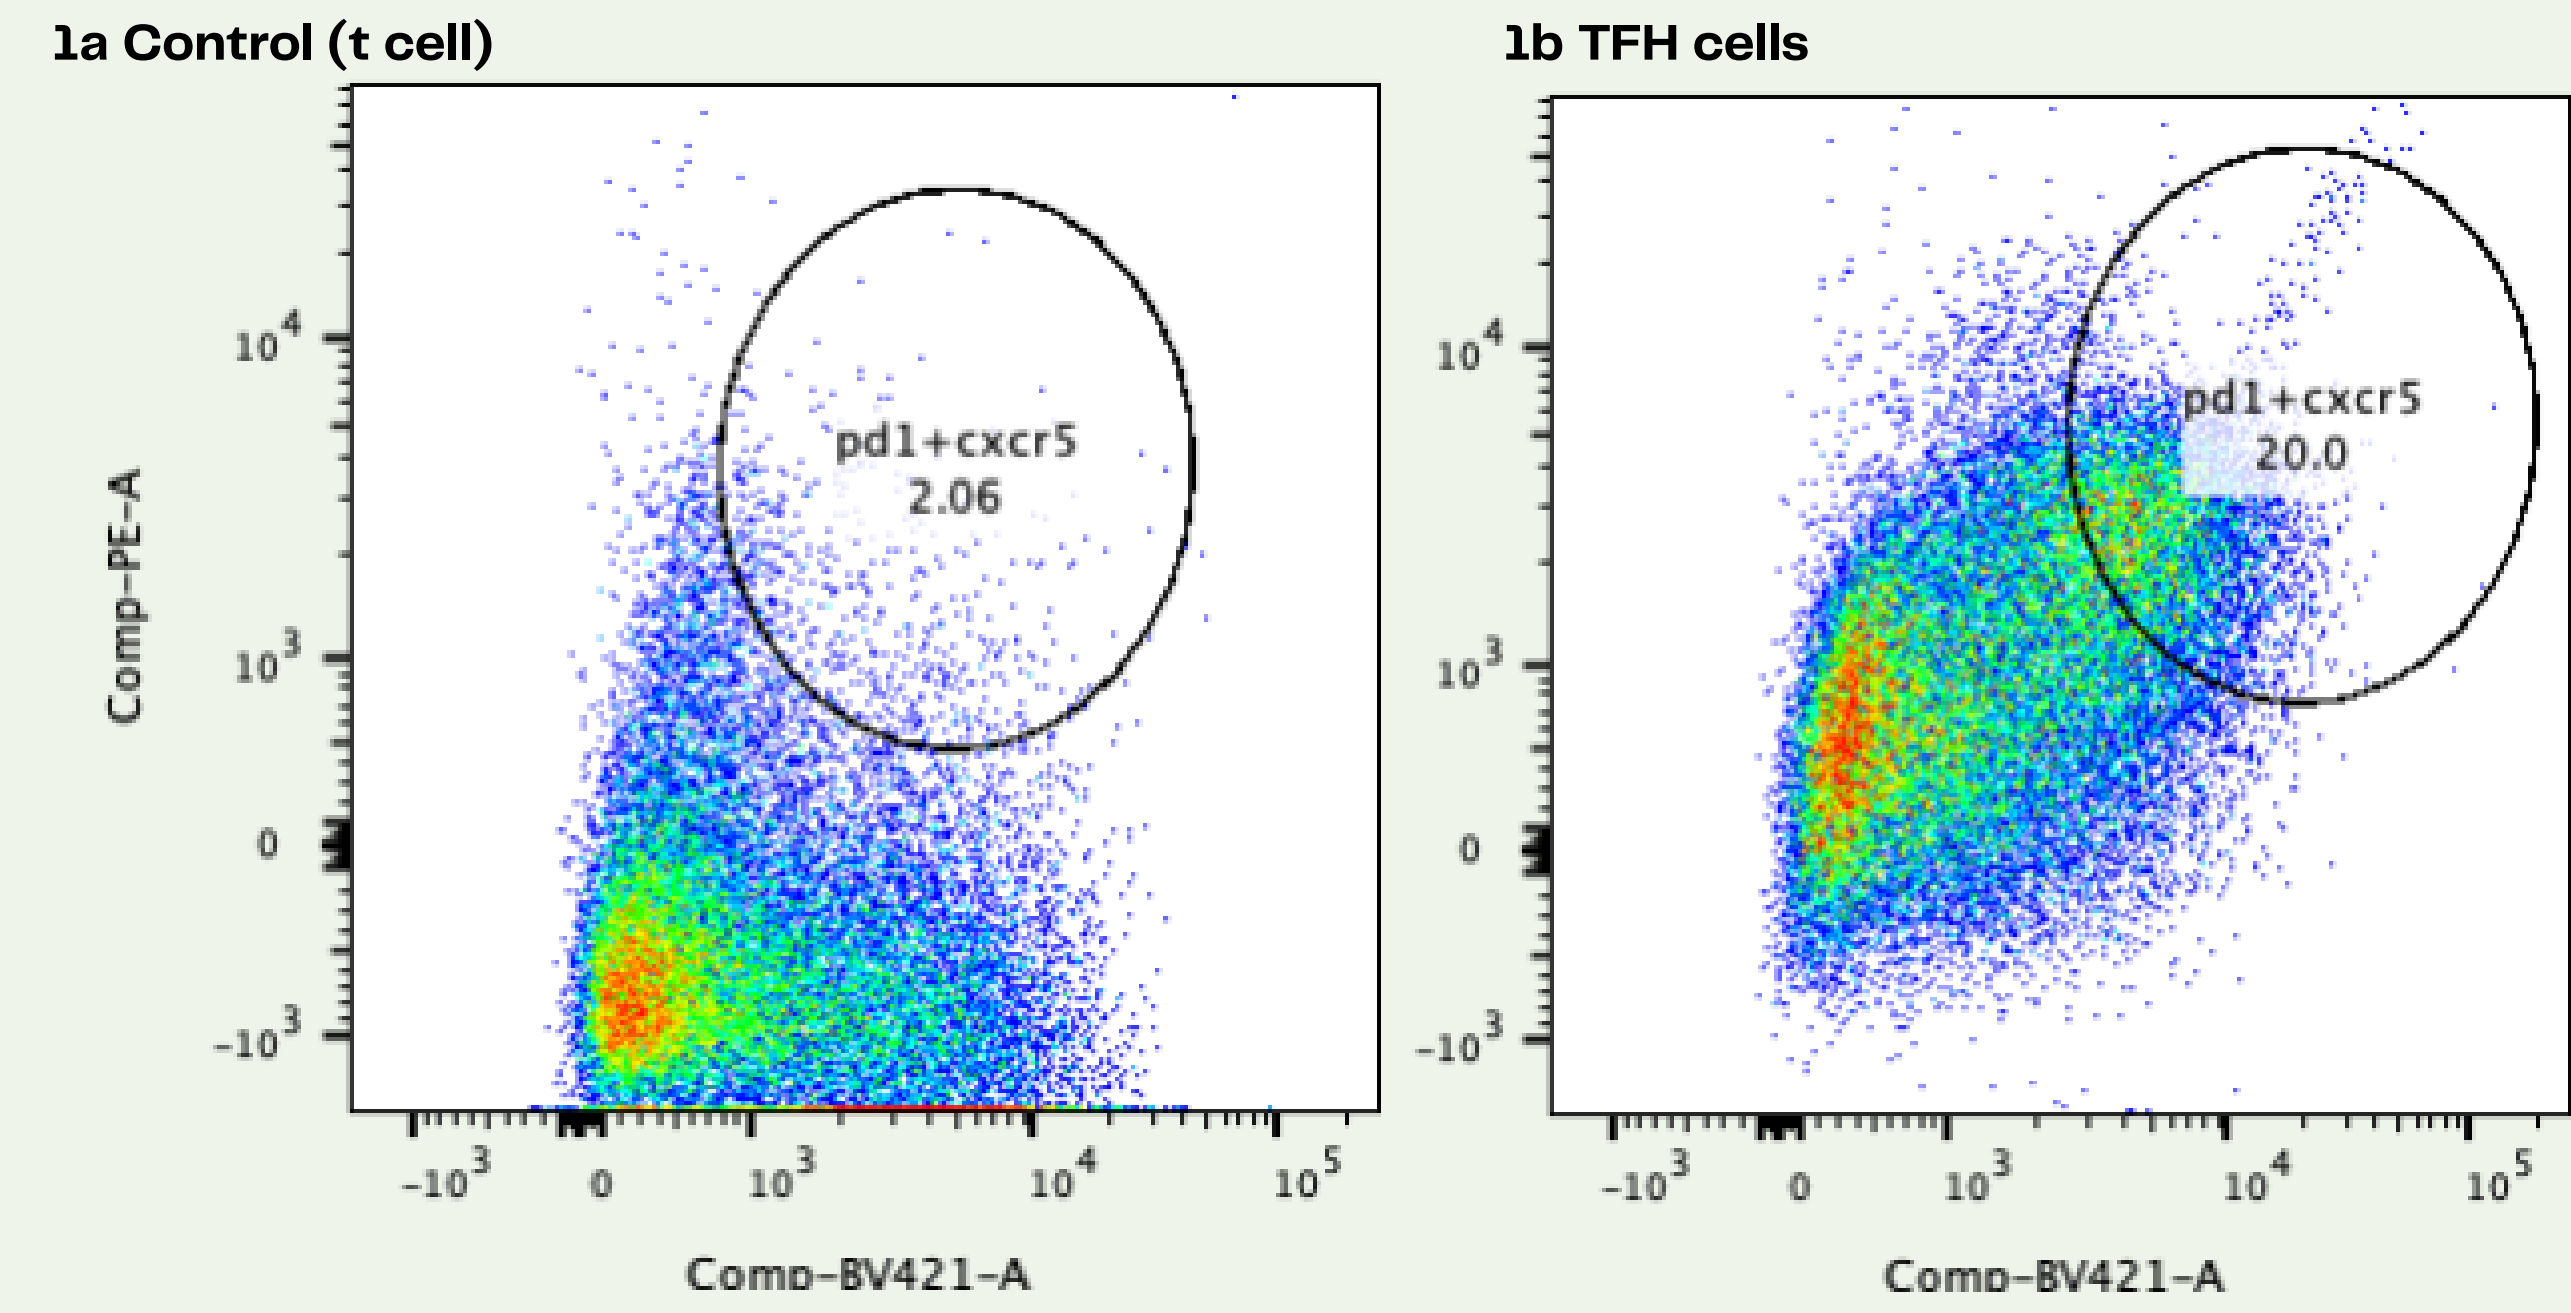 1a Control (t cell)
1b TFH cells
Comp-PE-A
10^4
10^3
0
-10^3
pd1+cxcr5
2.06
-10^3
0
10^3
10^4
10^5
Comp-BV421-A
10^4
10^3
0
-10^3
pd1+cxcr5
20.0
-10^3
0
10^3
10^4
10^5
Comp-BV421-A